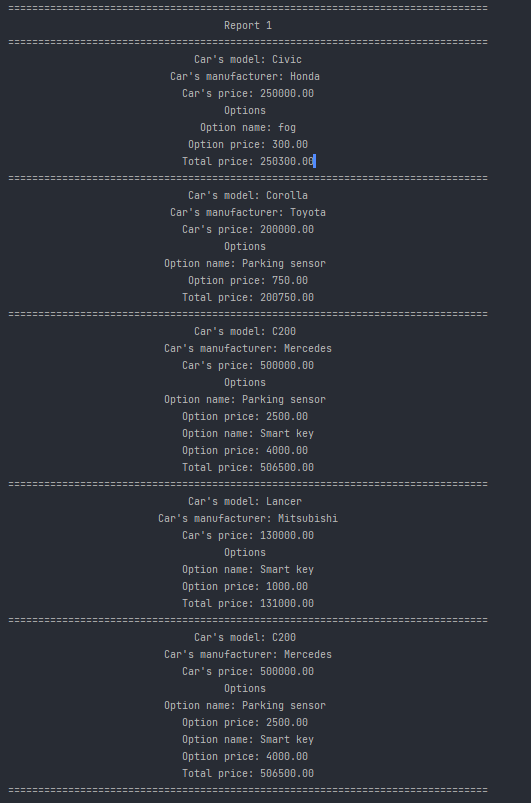 ================================================================================
Report 1
================================================================================
Car's model: Civic
Car's manufacturer: Honda
Car's price: 250000.00
Options
Option name: fog
Option price: 300.00
Total price: 250300.00
================================================================================
Car's model: Corolla
Car's manufacturer: Toyota
Car's price: 200000.00
Options
Option name: Parking sensor
Option price: 750.00
Total price: 200750.00
================================================================================
Car's model: C200
Car's manufacturer: Mercedes
Car's price: 500000.00
Options
Option name: Parking sensor
Option price: 2500.00
Option name: Smart key
Option price: 4000.00
Total price: 506500.00
================================================================================
Car's model: Lancer
Car's manufacturer: Mitsubishi
Car's price: 130000.00
Options
Option name: Smart key
Option price: 1000.00
Total price: 131000.00
================================================================================
Car's model: C200
Car's manufacturer: Mercedes
Car's price: 500000.00
Options
Option name: Parking sensor
Option price: 2500.00
Option name: Smart key
Option price: 4000.00
Total price: 506500.00
================================================================================